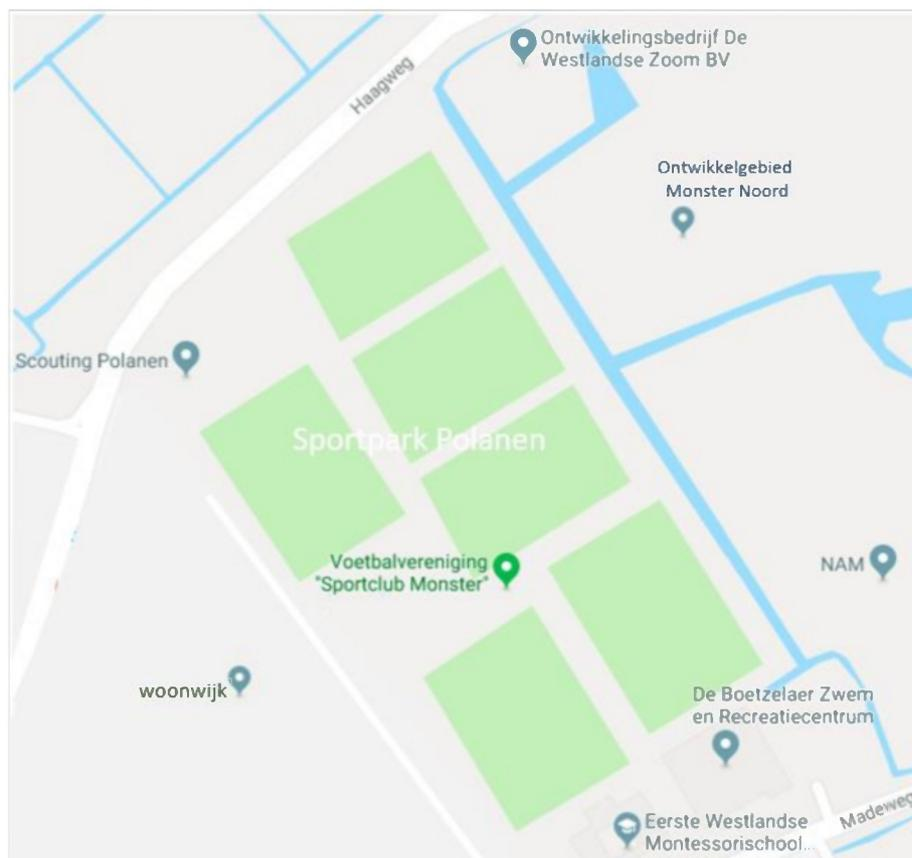 Ontwikkelingsbedrijf De
Westlandse Zoom BV
Haagweg
Ontwikkelgebied
Monster Noord
Scouting Polanen
Sportpark Polanen
Voetbalvereniging
"Sportclub Monster"
NAM
woonwijk
De Boetzelaer Zwem
en Recreatiecentrum
Madeweg
Eerste Westlandse
Montessorischool...